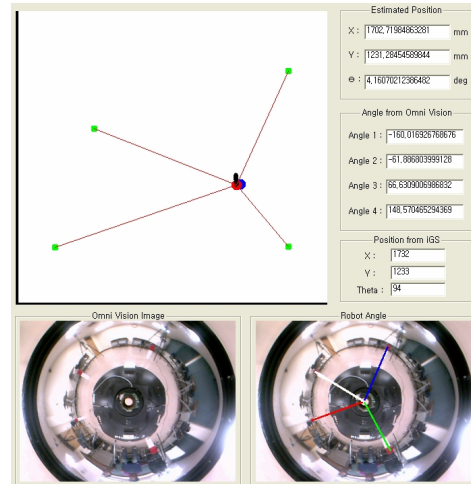 Estimated Position
X : 1702,71984863281 mm
Y : 1231,28454589844 mm
Θ : 4,16070212386482 deg
Angle from Omni Vision
Angle 1 : -160,016926768676
Angle 2 : -61,886803999128
Angle 3 : 66,6309006986832
Angle 4 : 148,570465294369
Position from iGS
X : 1732
Y : 1233
Theta : 94
Omni Vision Image
Robot Angle